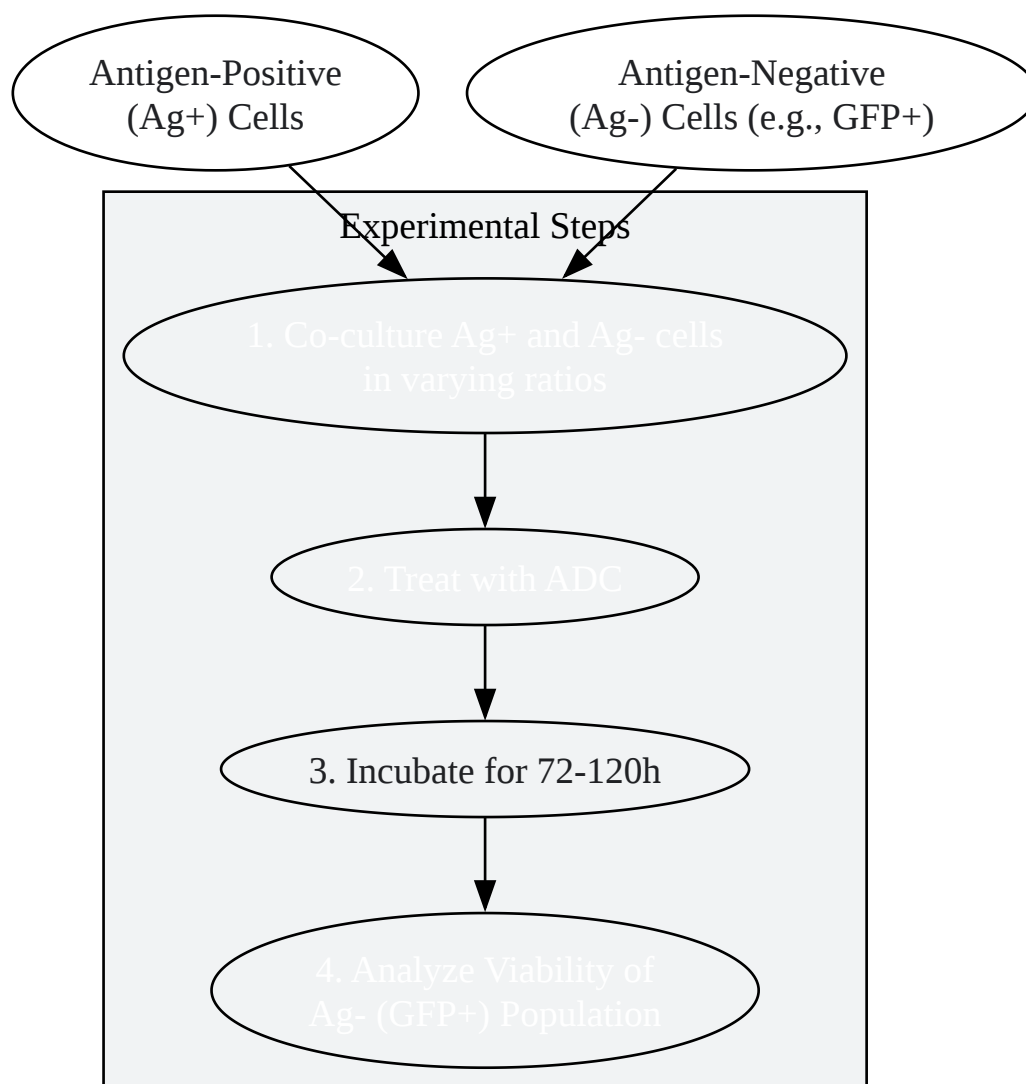 Antigen-Positive
(Ag+) Cells
Antigen-Negative
(Ag-) Cells (e.g., GFP+)
Experimental Steps
1. Co-culture Ag+ and Ag- cells
in varying ratios
2. Treat with ADC
3. Incubate for 72-120h
4. Analyze Viability of
Ag- (GFP+) Population